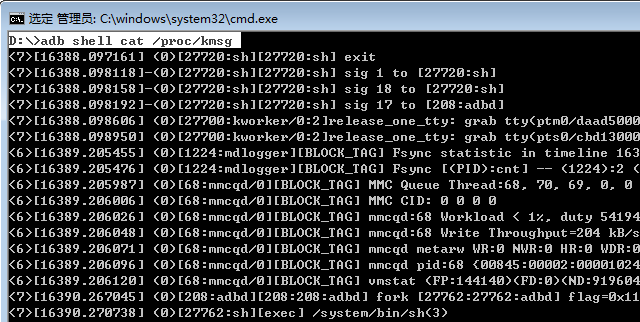 选定 管理员: C:\windows\system32\cmd.exe
D:\>adb shell cat /proc/kmsg
<7>[16388.097161] (0)[27720:sh][27720:sh] exit
<7>[16388.098118]-(0)[27720:sh] sig 1 to [27720:sh]
<7>[16388.098158]-(0)[27720:sh] sig 18 to [27720:sh]
<7>[16388.098192]-(0)[27720:sh] sig 17 to [208:adbd]
<7>[16388.098606] (0)[27700:kworker/0:2]release_one_tty: grab tty(ptm0/daad5000
<7>[16388.098950] (0)[27700:kworker/0:2]release_one_tty: grab tty(pts0/cbd13000
<6>[16389.205455] (0)[1224:mdlogger][BLOCK_TAG] Fsync statistic in timeline 163
<6>[16389.205476] (0)[1224:mdlogger][BLOCK_TAG] Fsync [(PID):cnt] -- (1224):2 (
<6>[16389.205987] (0)[68:mmcqd/0][BLOCK_TAG] MMC Queue Thread:68, 70, 69, 0, 0
<6>[16389.206006] (0)[68:mmcqd/0][BLOCK_TAG] MMC CID: 0 0 0 0
<6>[16389.206026] (0)[68:mmcqd/0][BLOCK_TAG] mmcqd:68 Workload < 1%, duty 54194
<6>[16389.206048] (0)[68:mmcqd/0][BLOCK_TAG] mmcqd:68 Write Throughput=204 kB/s
<6>[16389.206071] (0)[68:mmcqd/0][BLOCK_TAG] mmcqd metarw WR:0 NWR:0 HR:0 WDR:0
<6>[16389.206096] (0)[68:mmcqd/0][BLOCK_TAG] mmcqd pid:68 {00845:00002:00001024
<6>[16389.206120] (0)[68:mmcqd/0][BLOCK_TAG] vmstat (FP:144140)(FD:0)(ND:919604
<7>[16390.267045] (0)[208:adbd][208:208:adbd] fork [27762:27762:adbd] flag=0x11
<7>[16390.270738] (0)[27762:sh][exec] /system/bin/sh(3)